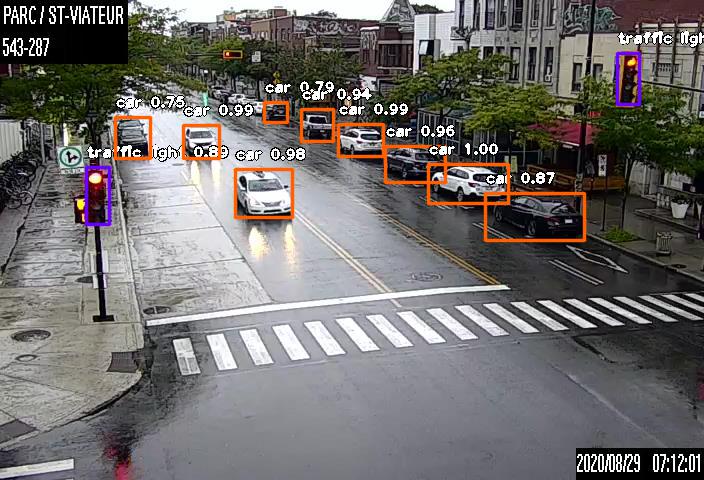 PARC / ST-VIATEUR
543-287
traffic ligh
car 0.79
car 0.94
car 0.75
car 0.99
car 0.99
car 0.96
traffic light 0.89
car 0.98
car 1.00
car 0.87
2020/08/29 07:12:01